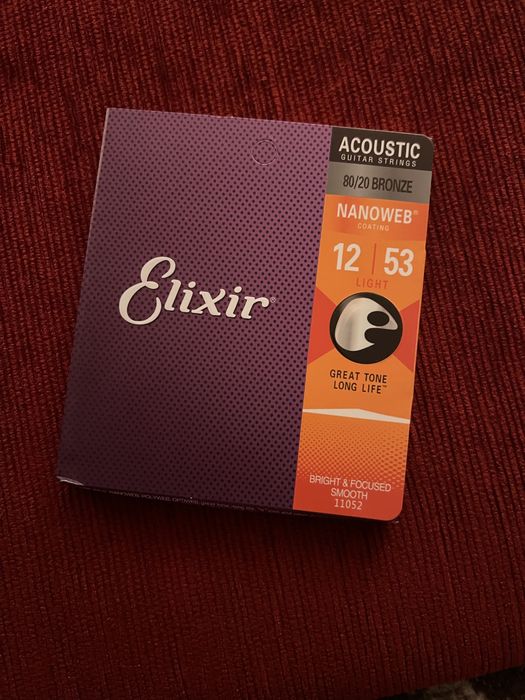 ACOUSTIC
GUITAR STRINGS
80/20 BRONZE
NANOWEB®
COATING
12 | 53
LIGHT
Elixir®
GREAT TONE
LONG LIFE™
BRIGHT & FOCUSED
SMOOTH
11052